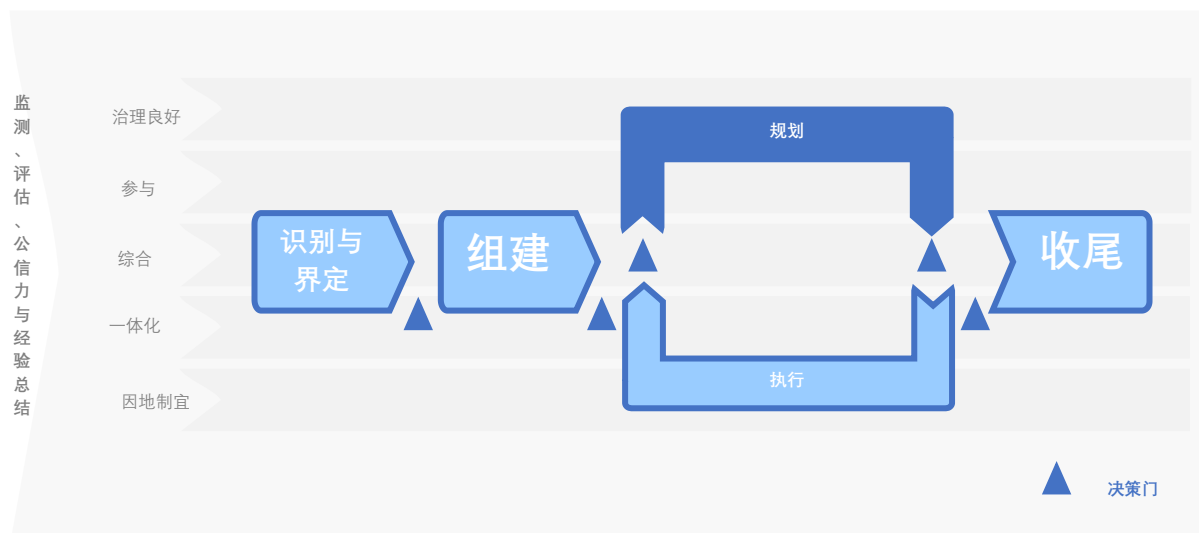 监测、评估、公信力与经验总结
治理良好
参与
综合
一体化
因地制宜
识别与
界定
组建
规划
执行
收尾
决策门